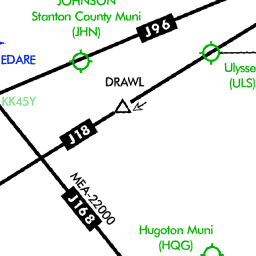 JOHNSON
Stanton County Muni
(JHN)
J96
EDARE
Ulysse
(ULS)
DRAWL
KK45Y
J18
MEA-22000
J168
Hugoton Muni
(HQG)